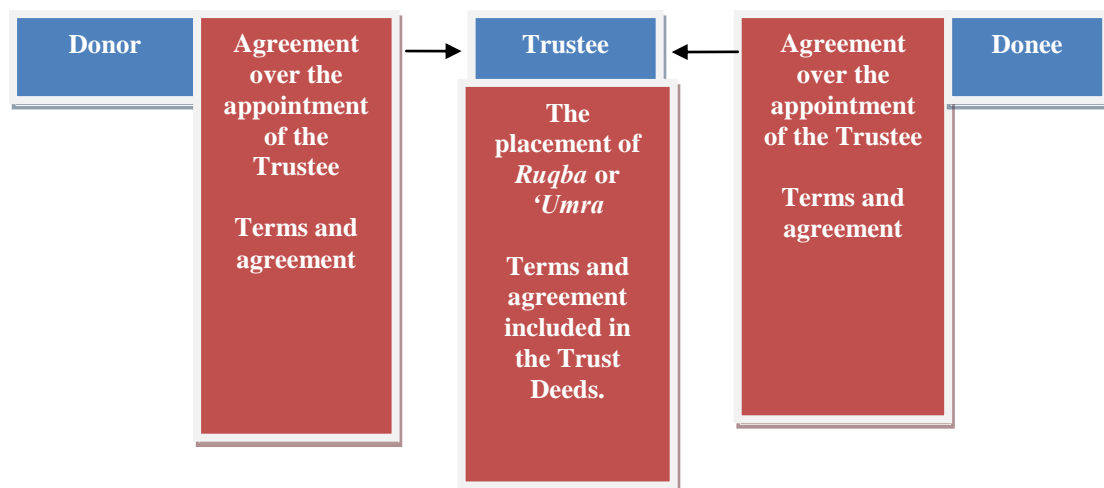 Donor
Agreement
over the
appointment
of the
Trustee
Terms and
agreement
Trustee
The
placement of
Ruqba or
‘Umra
Terms and
agreement
included in
the Trust
Deeds.
Agreement
over the
appointment
of the Trustee
Terms and
agreement
Donee